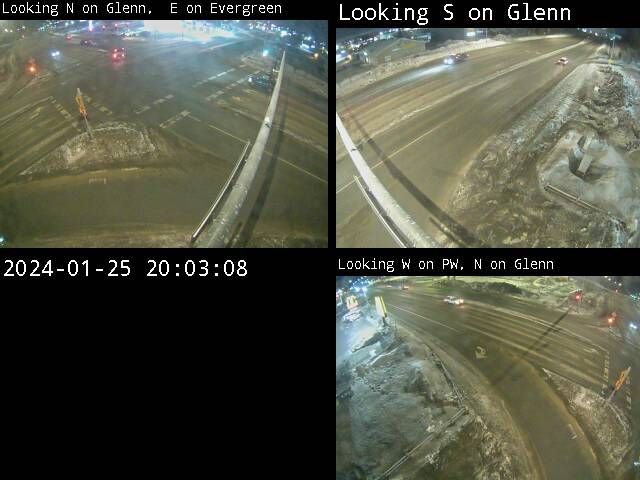 Looking N on Glenn,  E on Evergreen
Looking S on Glenn
2024-01-25 20:03:08
Looking W on PW, N on Glenn